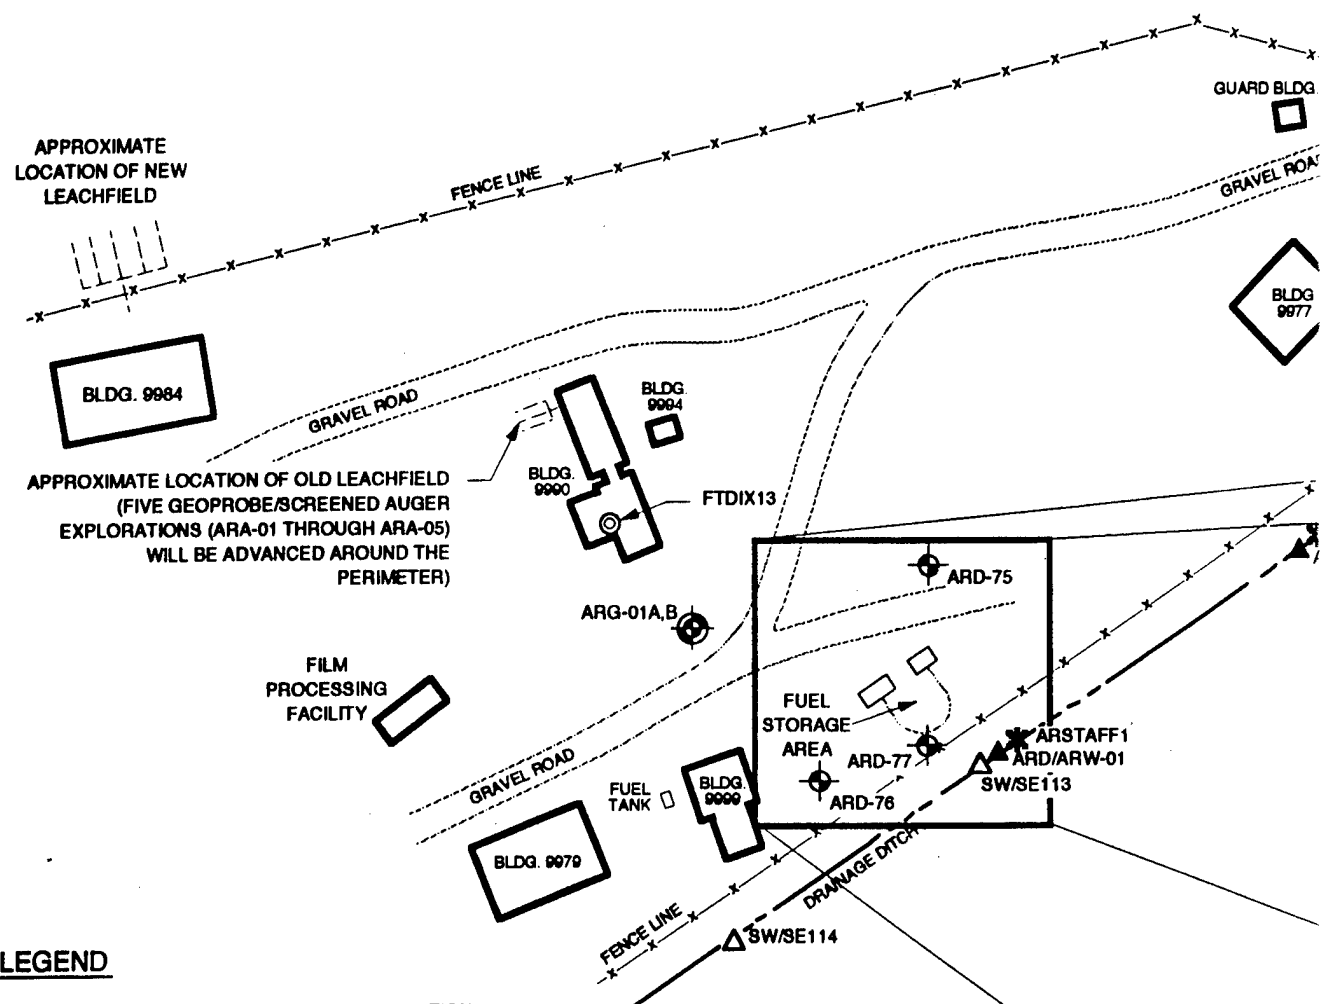 GUARD BLDG.
APPROXIMATE
LOCATION OF NEW
LEACHFIELD
FENCE LINE
GRAVEL ROAD
BLDG
9977
BLDG. 9984
GRAVEL ROAD
BLDG.
9994
APPROXIMATE LOCATION OF OLD LEACHFIELD
(FIVE GEOPROBE/SCREENED AUGER
EXPLORATIONS (ARA-01 THROUGH ARA-05)
WILL BE ADVANCED AROUND THE
PERIMETER)
BLDG.
9990
FTDIX13
ARD-75
ARG-01A,B
FILM
PROCESSING
FACILITY
FUEL
STORAGE
AREA
ARSTAFF1
ARD/ARW-01
SW/SE113
ARD-77
ARD-76
GRAVEL ROAD
FUEL
TANK
BLDG.
9999
BLDG. 9979
DRAINAGE DITCH
FENCE LINE
SW/SE114
LEGEND